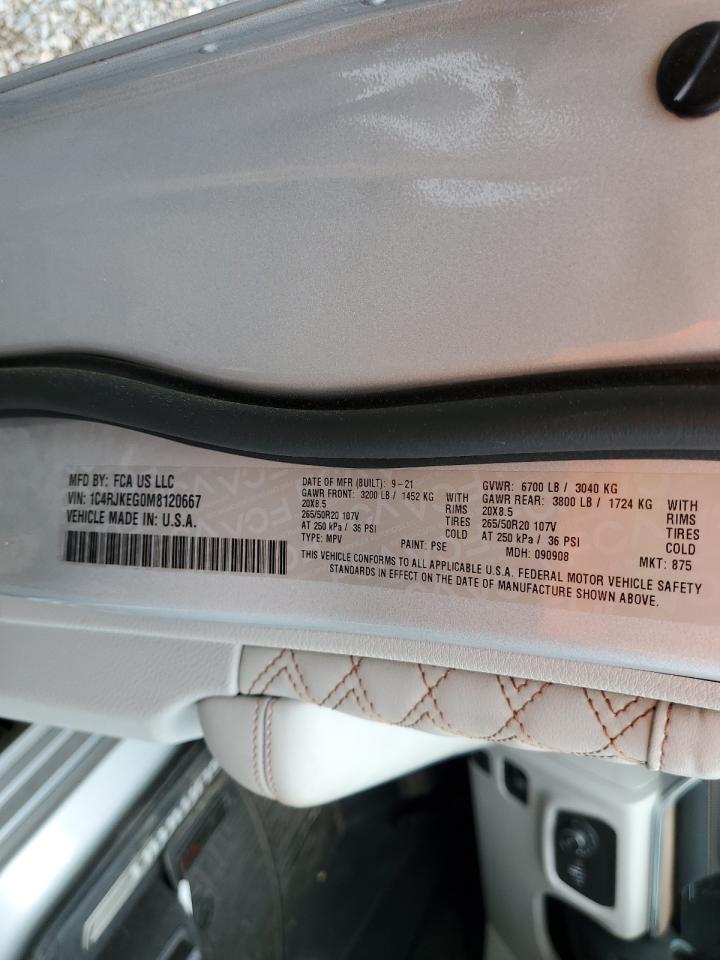 MFD BY: FCA US LLC
VIN: 1C4RJKEG0M8120667
VEHICLE MADE IN: U.S.A.
DATE OF MFR (BUILT): 9-21 GVWR: 6700 LB / 3040 KG
GAWR FRONT: 3200 LB / 1452 KG WITH GAWR REAR: 3800 LB / 1724 KG WITH
20X8.5 RIMS 20X8.5 RIMS
265/50R20 107V TIRES 265/50R20 107V TIRES
AT 250 kPa / 36 PSI COLD AT 250 kPa / 36 PSI COLD
TYPE: MPV PAINT: PSE MDH: 090908 MKT: 875
THIS VEHICLE CONFORMS TO ALL APPLICABLE U.S.A. FEDERAL MOTOR VEHICLE SAFETY
STANDARDS IN EFFECT ON THE DATE OF MANUFACTURE SHOWN ABOVE.